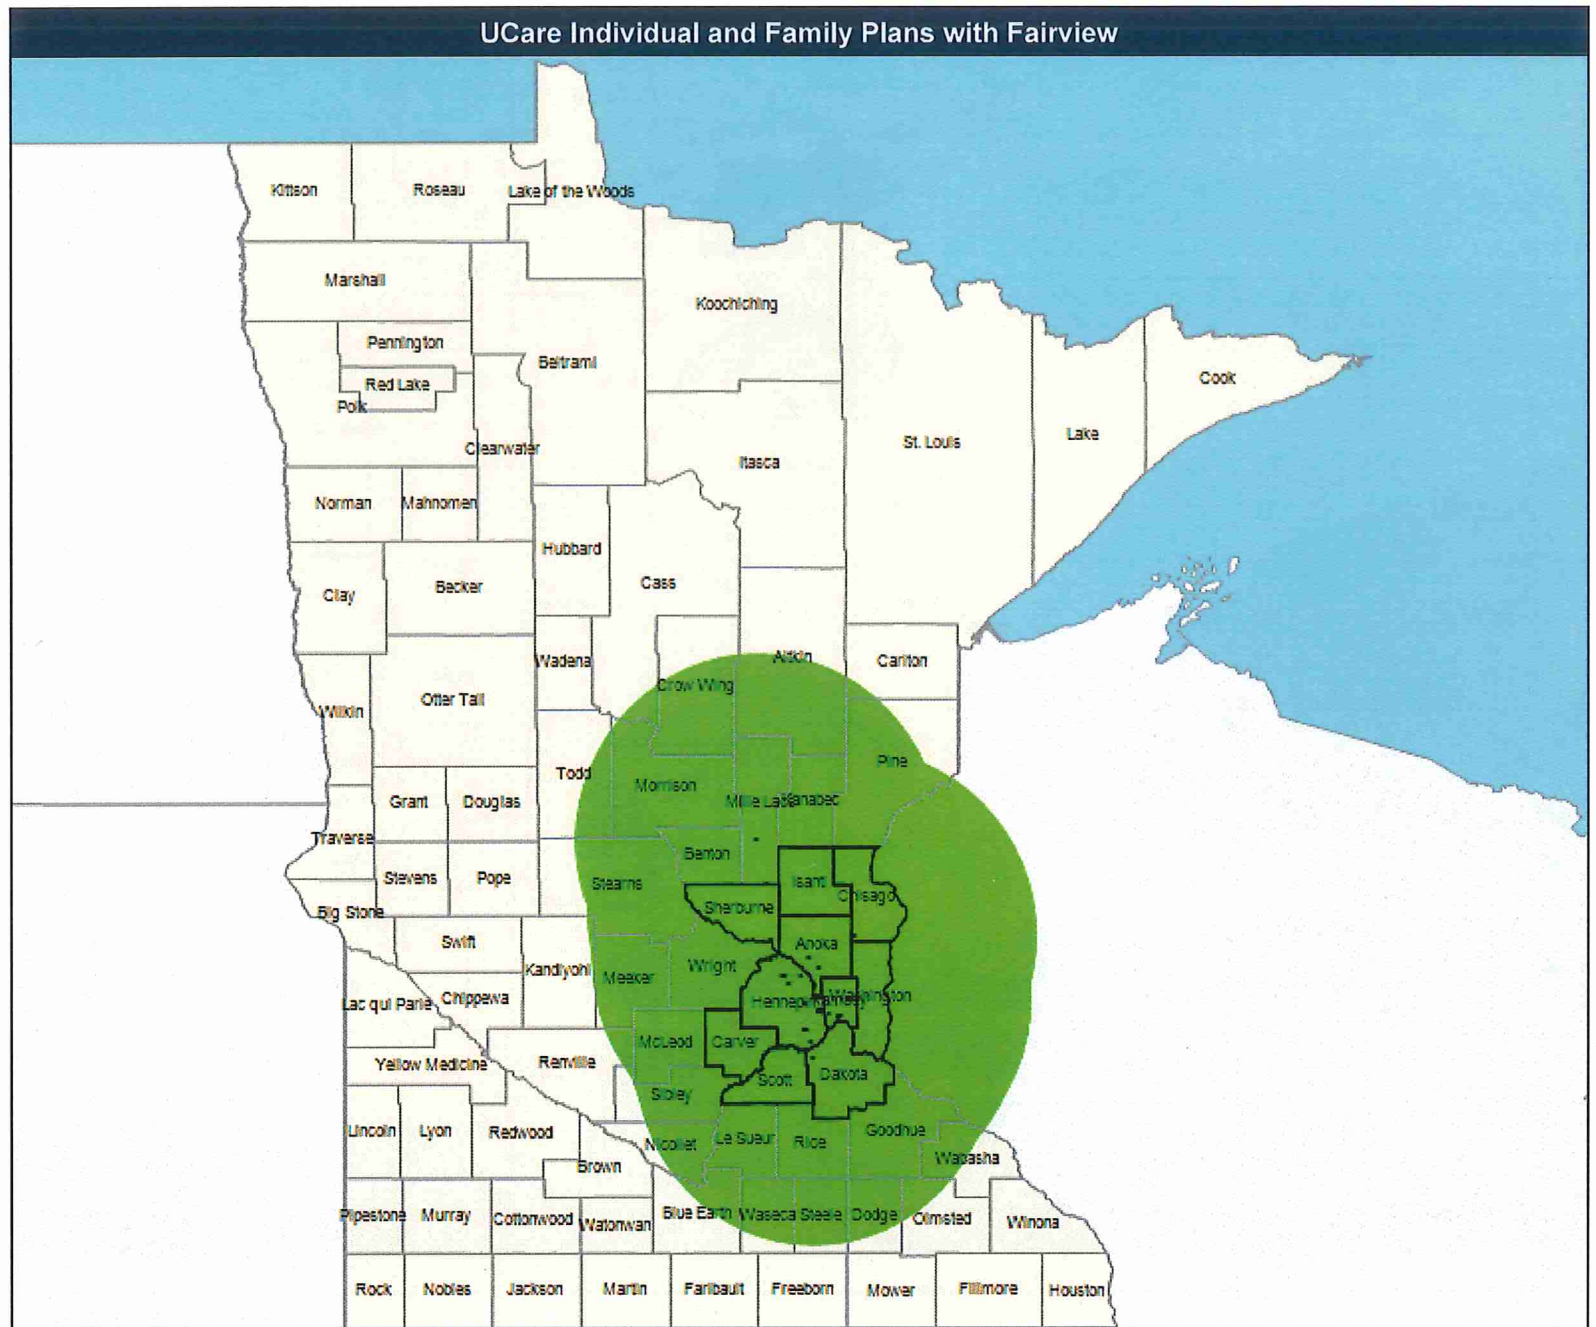 UCare Individual and Family Plans with Fairview
Kittson
Roseau
Lake of the Woods
Marshall
Koochiching
Pennington
Beltrami
Red Lake
Cook
Polk
Lake
St. Louis
Clearwater
Itasca
Norman
Mahnomen
Hubbard
Cass
Becker
Clay
Aitkin
Carlton
Wadena
Crow Wing
Otter Tail
Wilkin
Pine
Todd
Morrison
Grant
Douglas
Mille Lacs
Kanabec
Traverse
Benton
Stevens
Pope
Stearns
Isanti
Chisago
Sherburne
Big Stone
Swift
Anoka
Kandiyohi
Wright
Meeker
Lac qui Parle
Chippewa
Hennepin
Ramsey
Washington
McLeod
Carver
Yellow Medicine
Renville
Scott
Dakota
Sibley
Lincoln
Lyon
Redwood
Nicollet
Le Sueur
Rice
Goodhue
Brown
Wabasha
Pipestone
Murray
Cottonwood
Watonwan
Blue Earth
Waseca
Steele
Dodge
Olmsted
Winona
Rock
Nobles
Jackson
Martin
Faribault
Freeborn
Mower
Fillmore
Houston